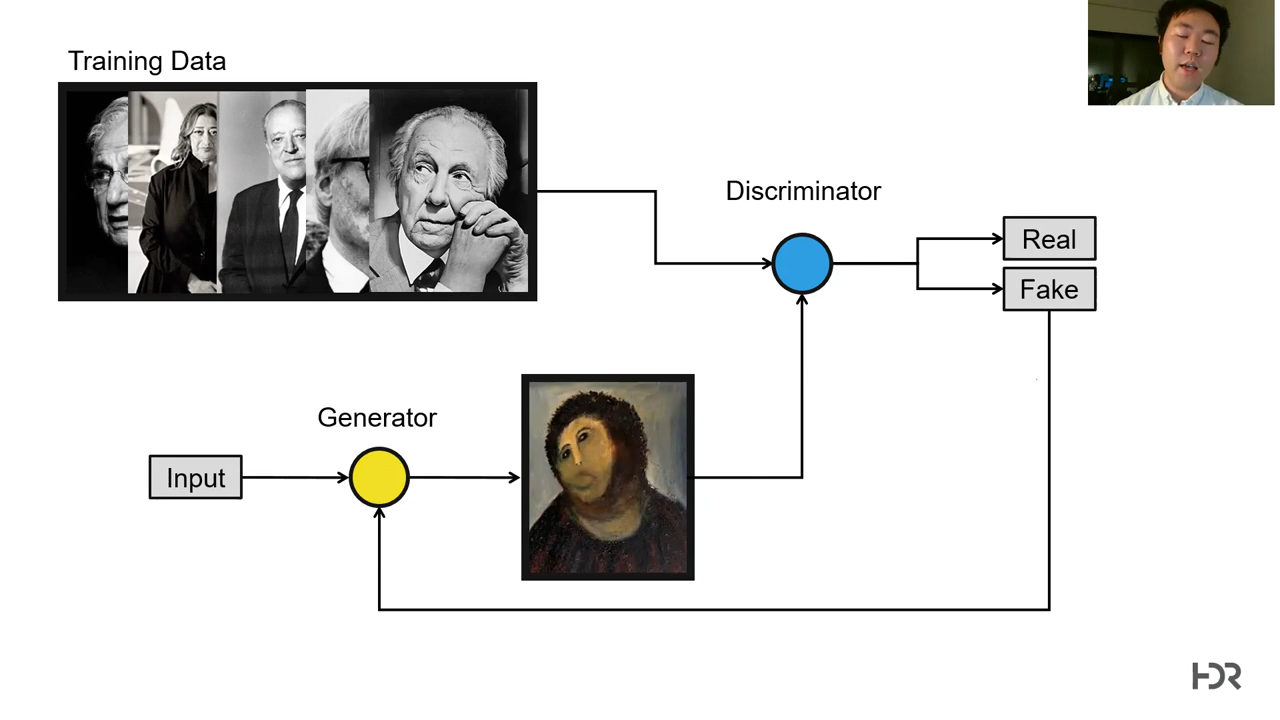 Training Data
Discriminator
Real
Fake
Generator
Input
HDR